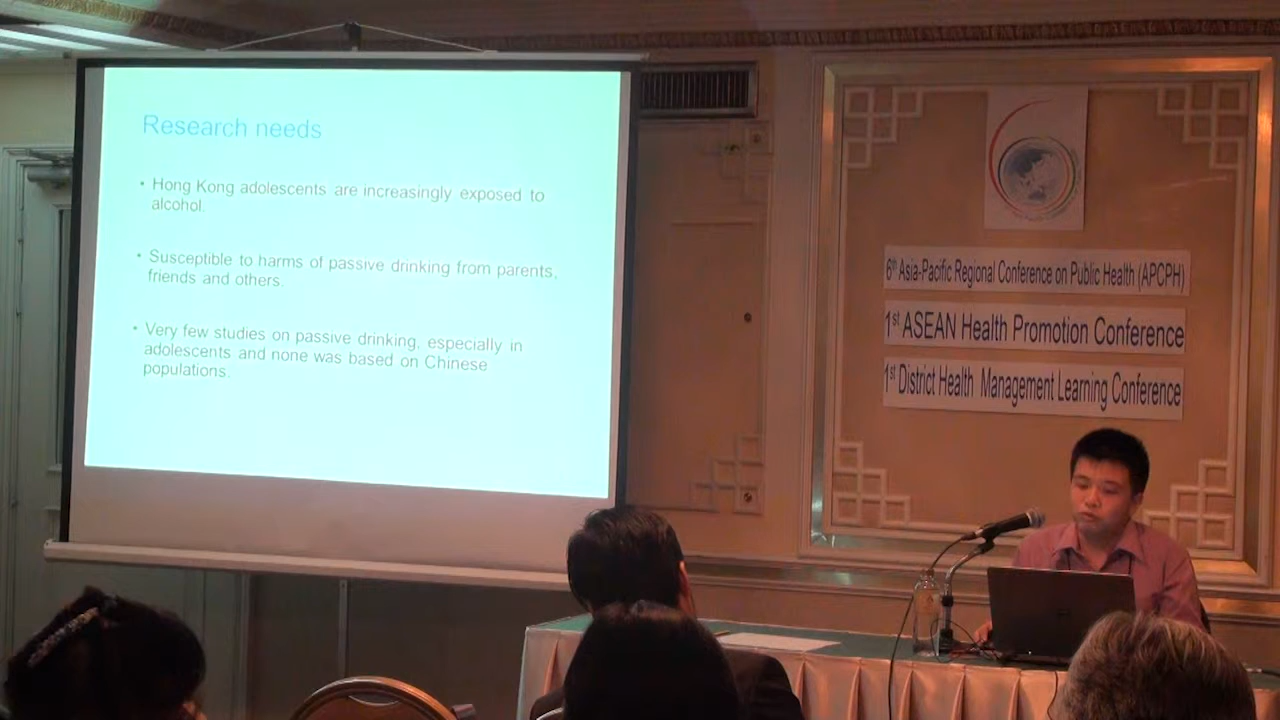 Research needs
• Hong Kong adolescents are increasingly exposed to
alcohol.
• Susceptible to harms of passive drinking from parents,
friends and others.
• Very few studies on passive drinking, especially in
adolescents and none was based on Chinese
populations.
6th Asia-Pacific Regional Conference on Public Health (APCPH)
1st ASEAN Health Promotion Conference
1st District Health Management Learning Conference